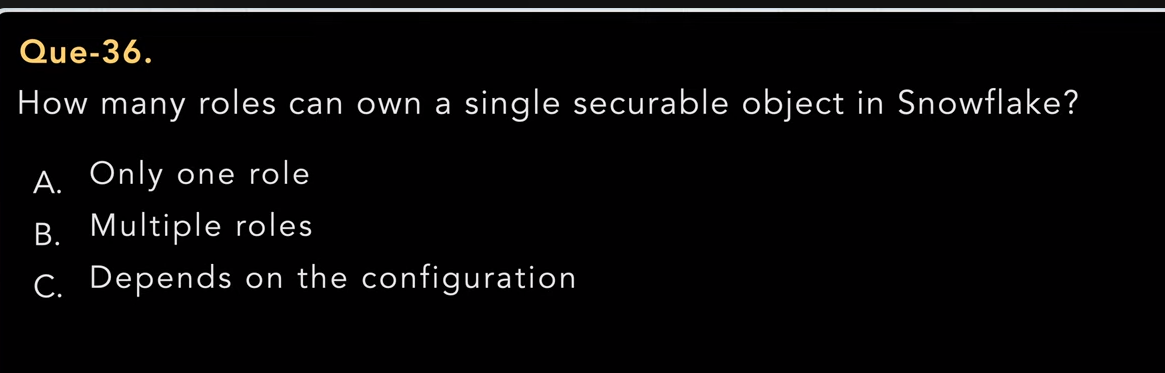 Que-36.
How many roles can own a single securable object in Snowflake?
A. Only one role
B. Multiple roles
C. Depends on the configuration